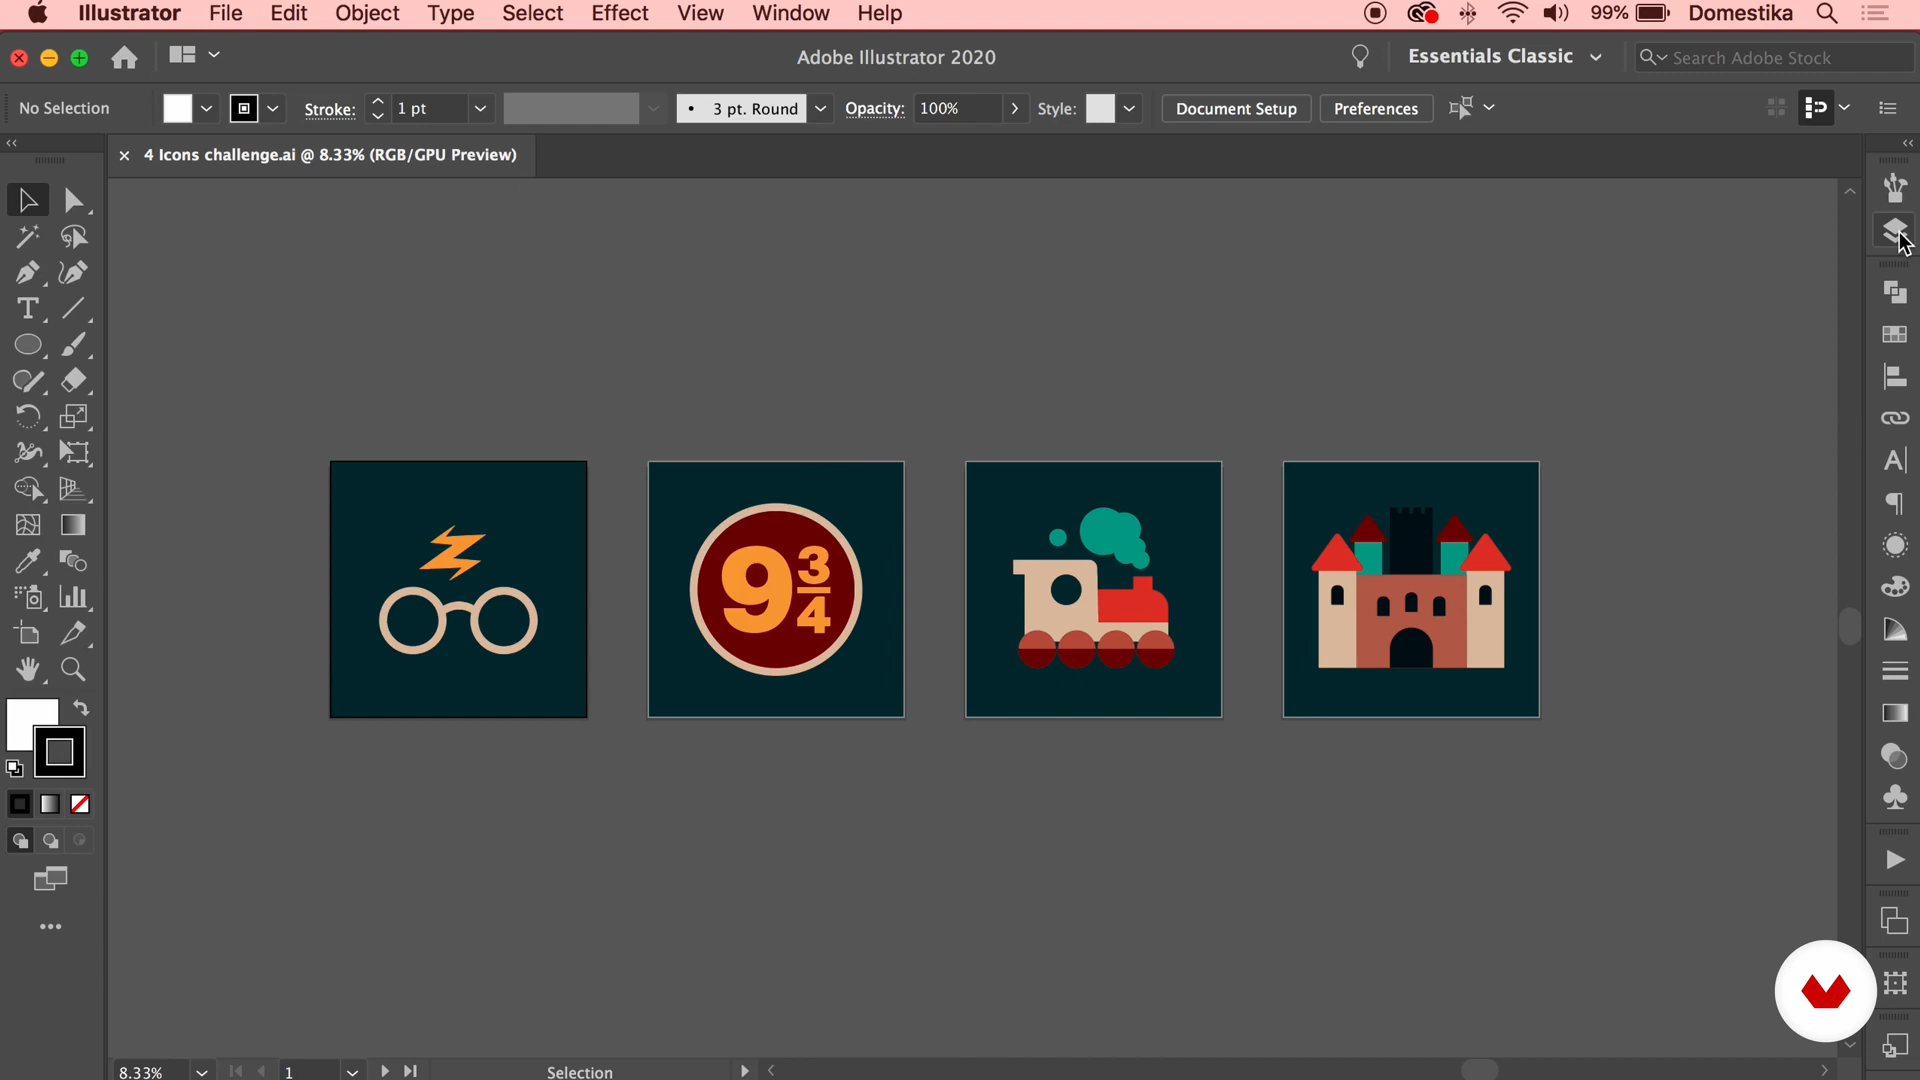 Illustrator File Edit Object Type Select Effect View Window Help 99% Domestika
Adobe Illustrator 2020 Essentials Classic Search Adobe Stock
No Selection Stroke: 1 pt 3 pt. Round Opacity: 100% Style: Document Setup Preferences
4 Icons challenge.ai @ 8.33% (RGB/GPU Preview)
9 3/4
8.33% 1 Selection